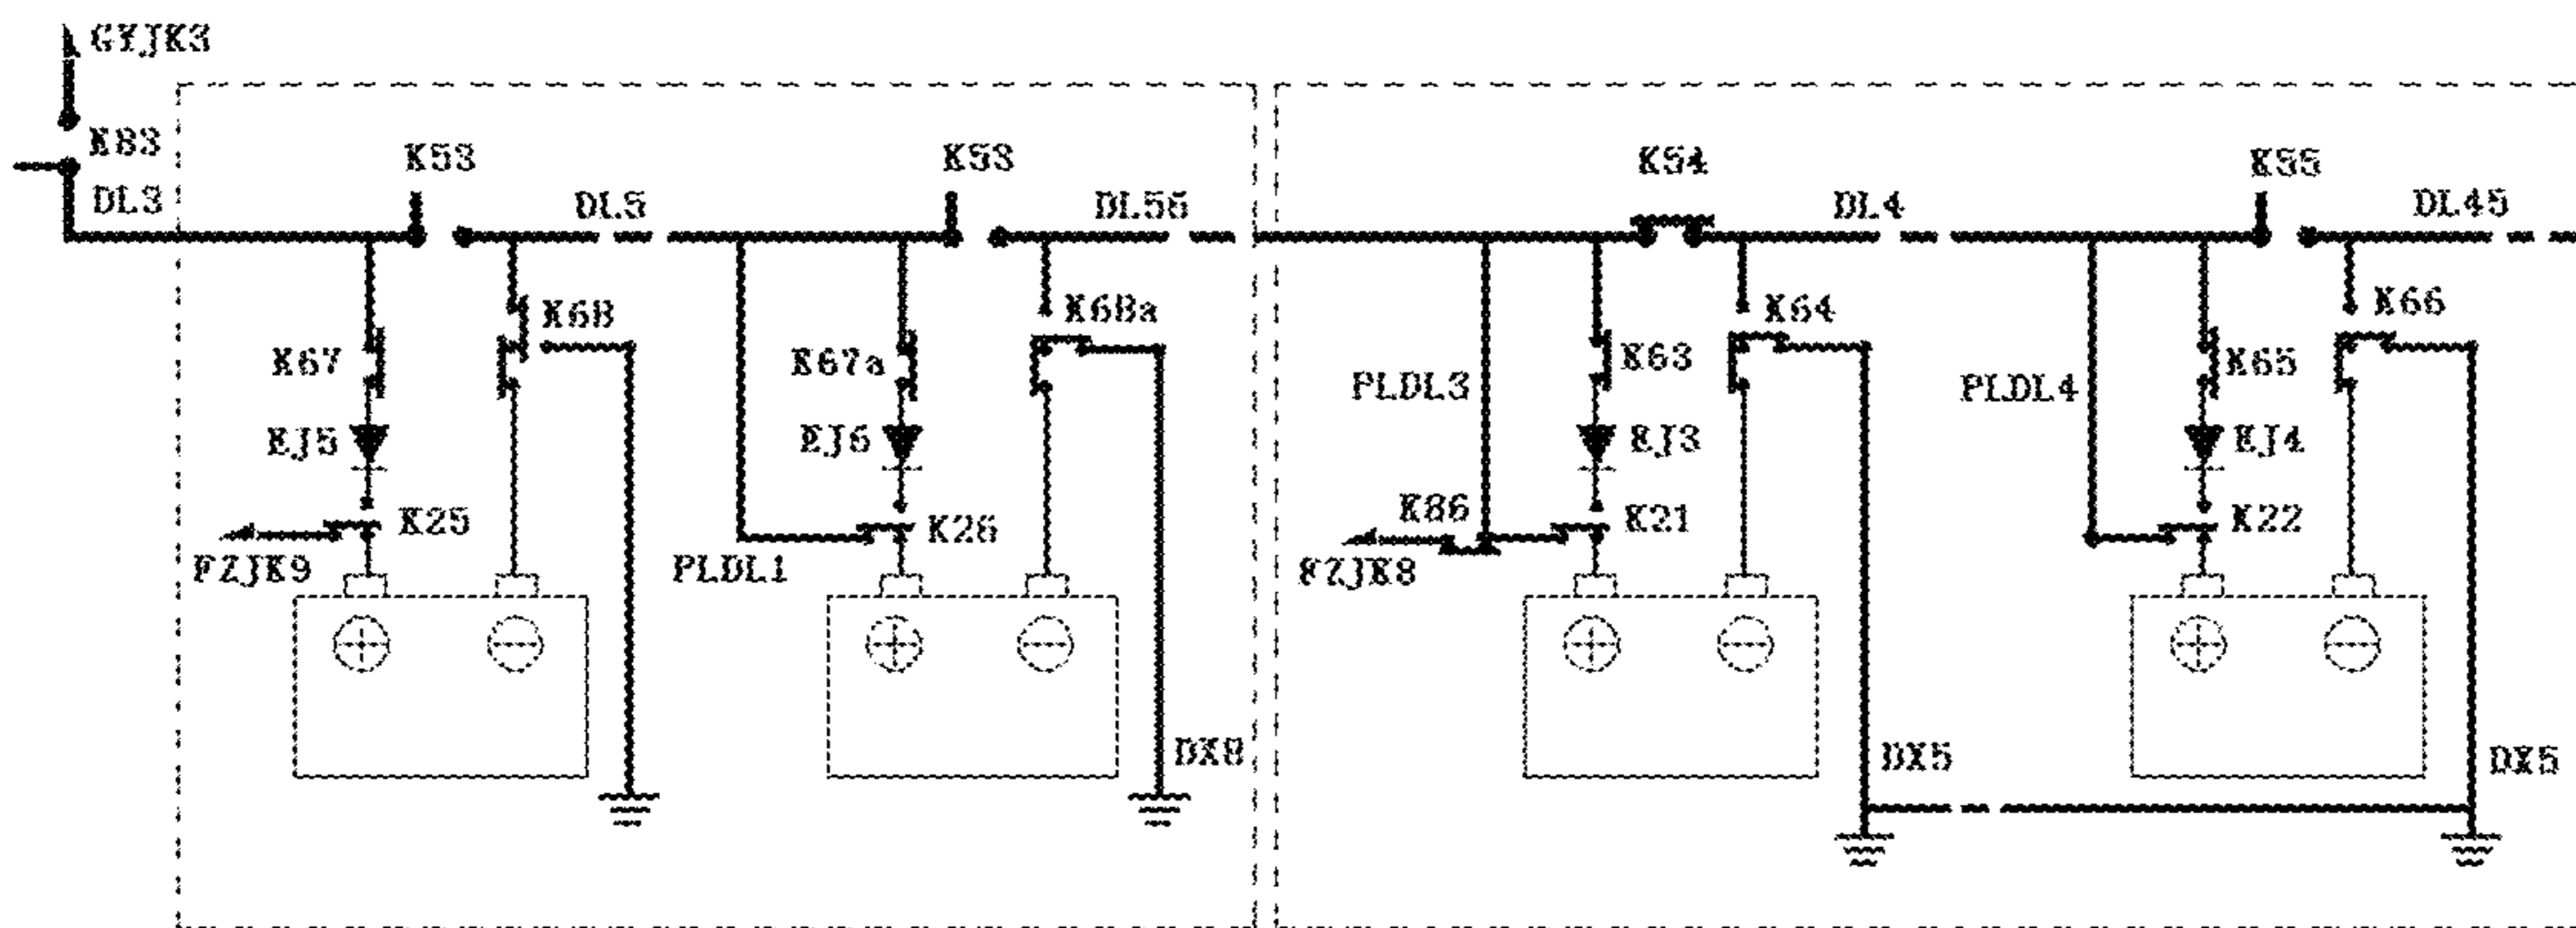 GYJK3
K83
DL3
K53
DL5
K53
DL56
K54
DL4
K55
DL45
K67
K68
K67a
K68a
PLDL3
K63
K64
PLDL4
K65
K66
EJ5
EJ6
EJ3
EJ4
K25
K26
K86
K21
K22
FZJK9
PLDL1
FZJK8
DX8
DX5
DX5